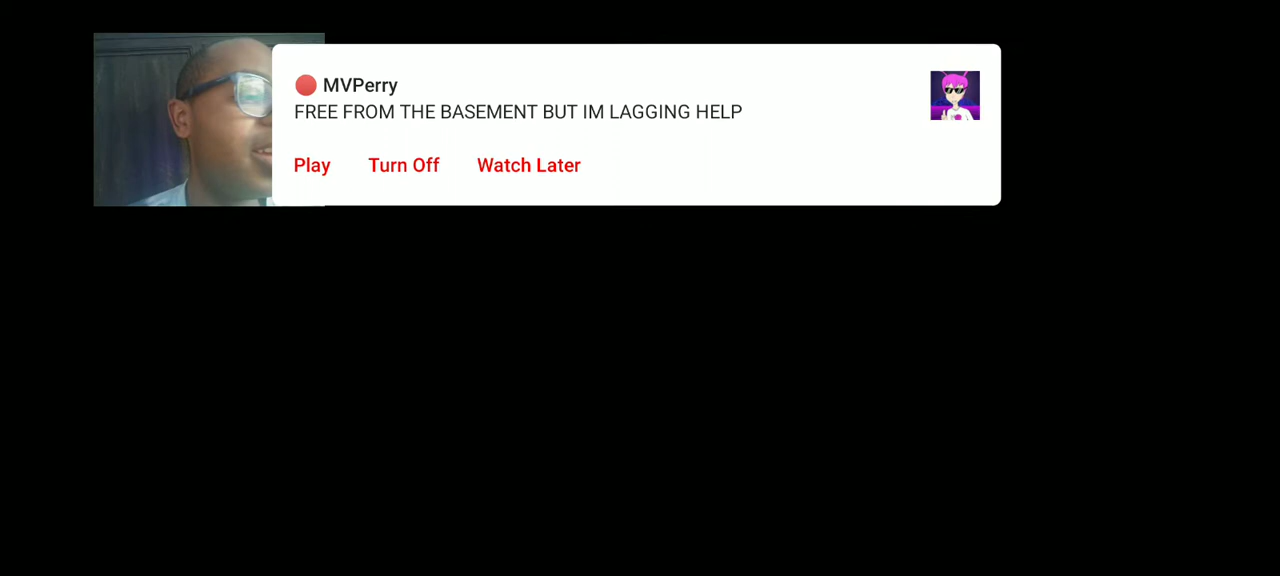 🔴 MVPerry
FREE FROM THE BASEMENT BUT IM LAGGING HELP
Play Turn Off Watch Later